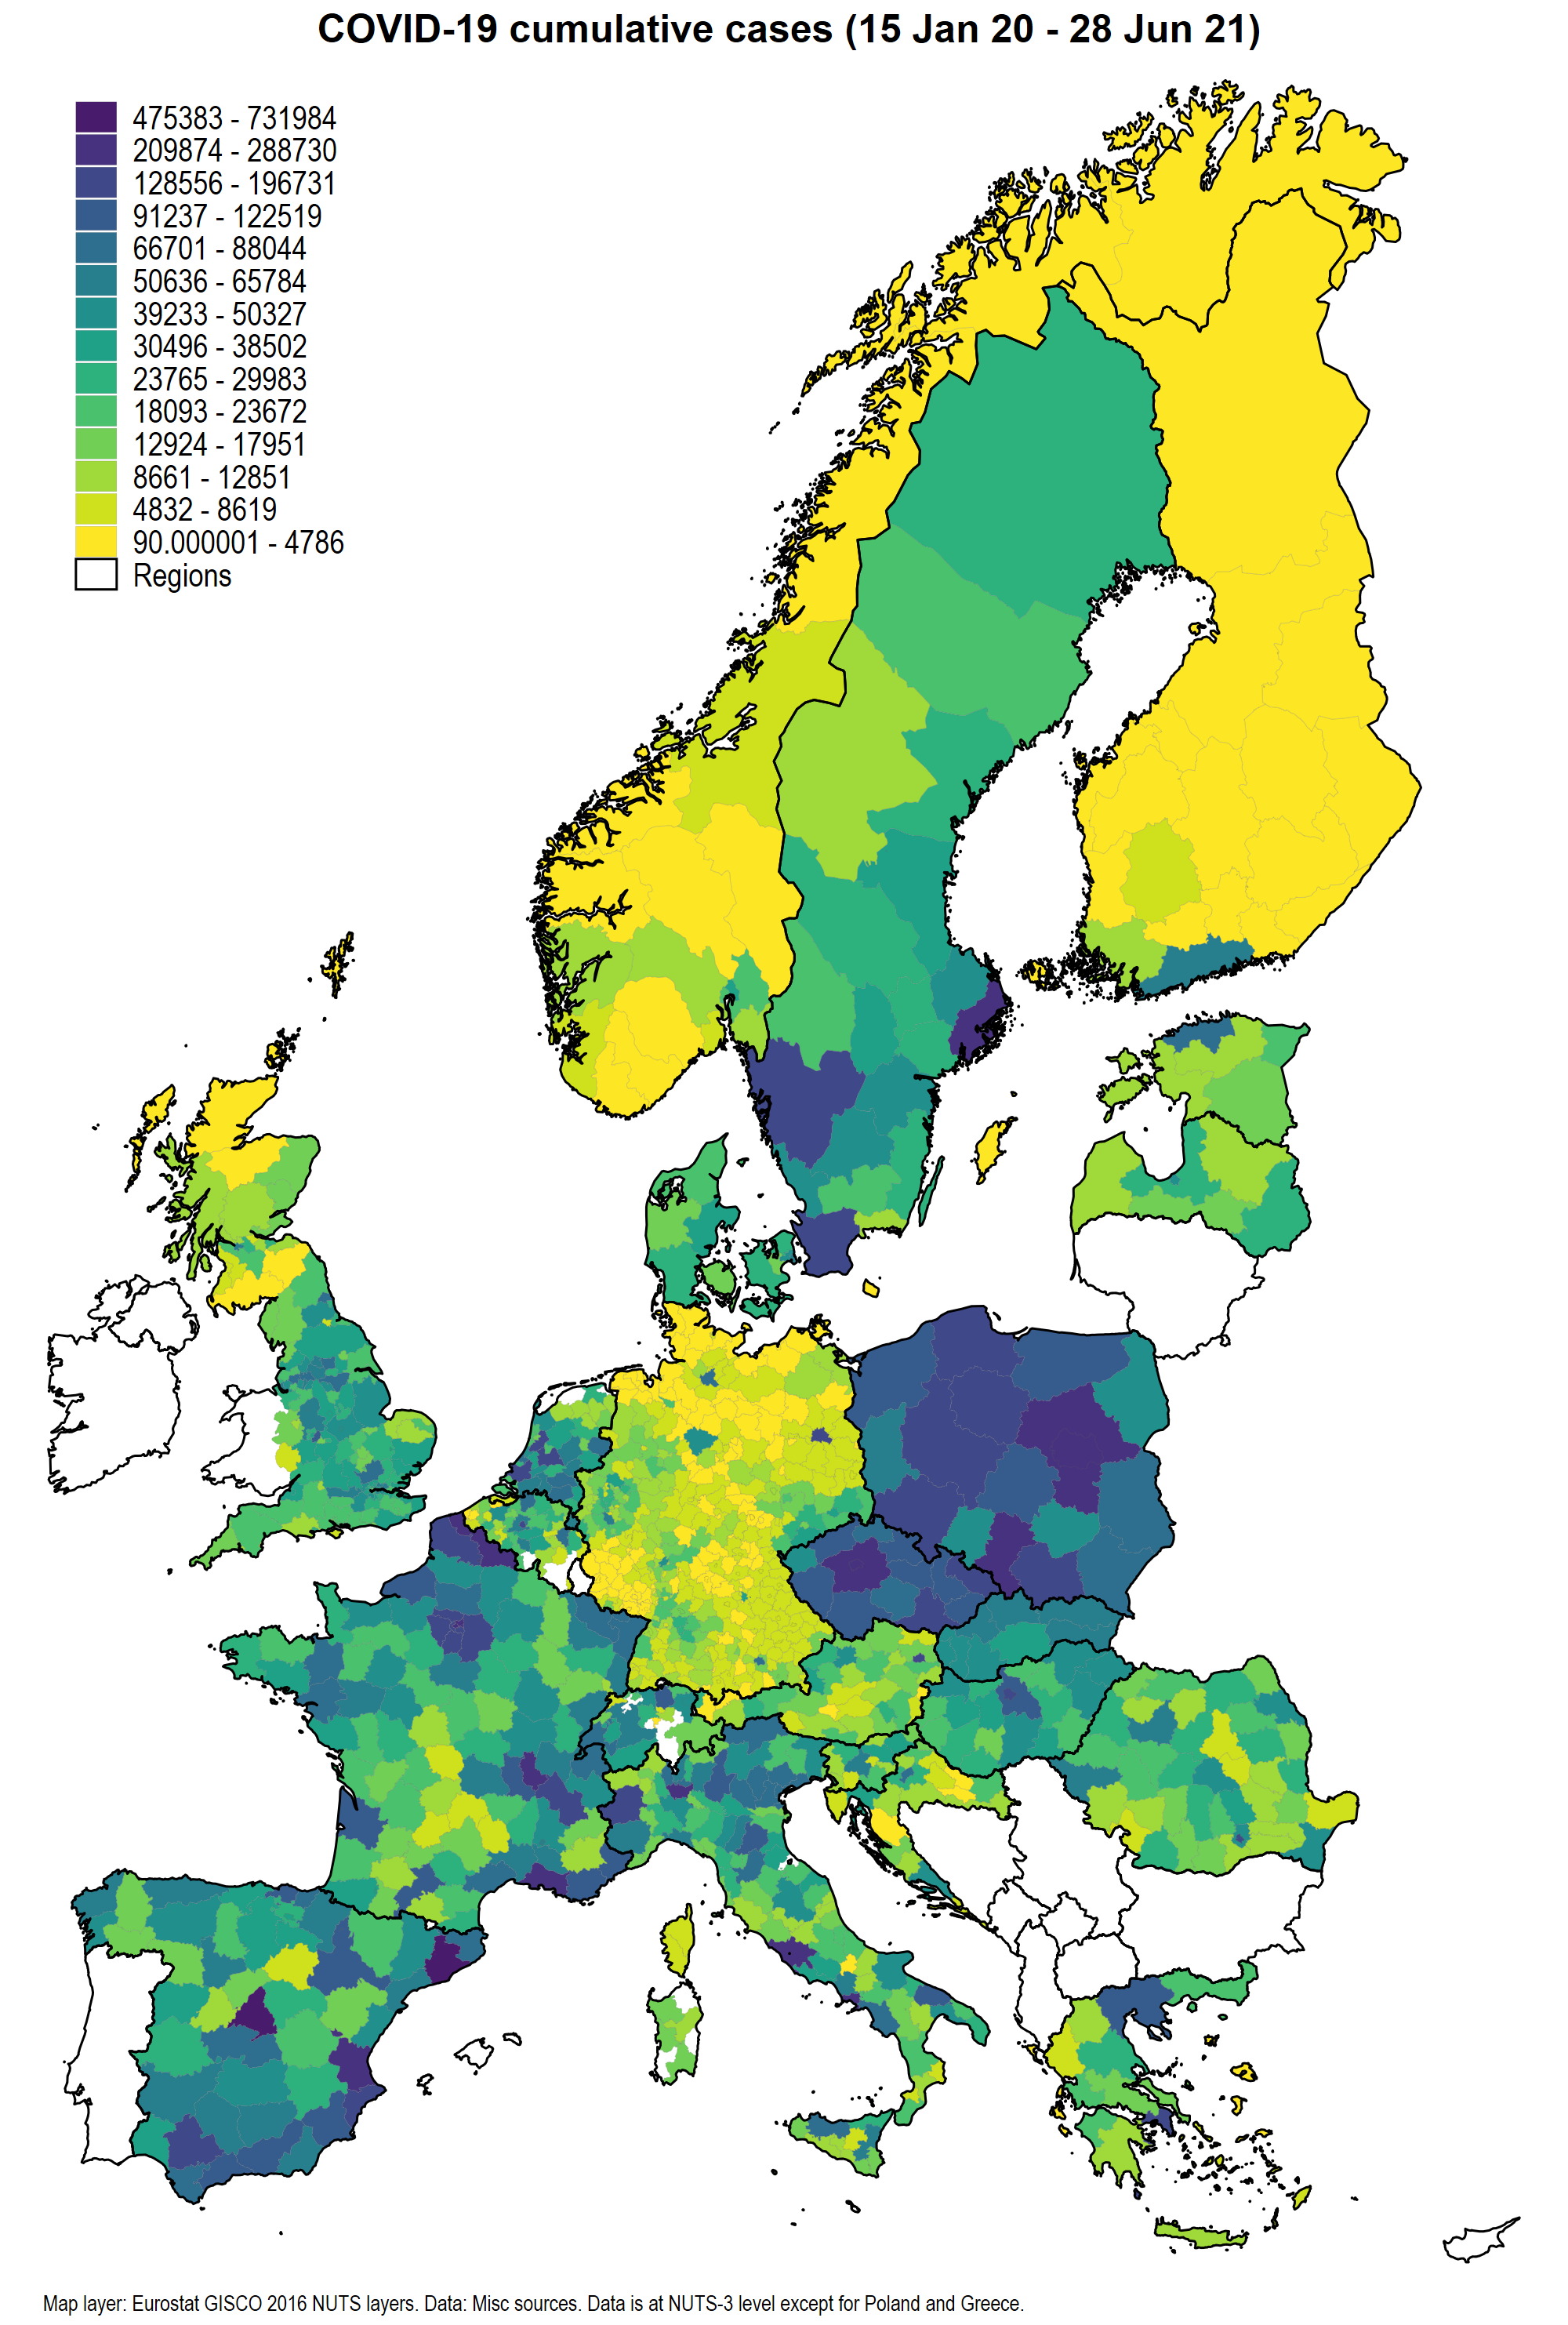 COVID-19 cumulative cases (15 Jan 20 - 28 Jun 21)
475383 - 731984
209874 - 288730
128556 - 196731
91237 - 122519
66701 - 88044
50636 - 65784
39233 - 50327
30496 - 38502
23765 - 29983
18093 - 23672
12924 - 17951
8661 - 12851
4832 - 8619
90.000001 - 4786
Regions
Map layer: Eurostat GISCO 2016 NUTS layers. Data: Misc sources. Data is at NUTS-3 level except for Poland and Greece.